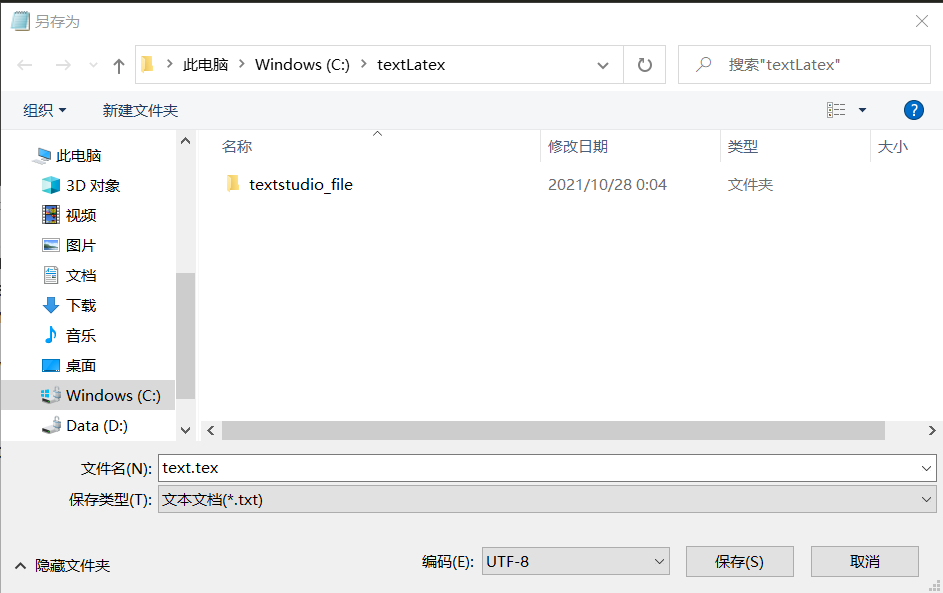 另存为
此电脑 Windows (C:) textLatex 搜索"textLatex"
组织 新建文件夹 ?
名称 修改日期 类型 大小
textstudio_file 2021/10/28 0:04 文件夹
此电脑
3D 对象
视频
图片
文档
下载
音乐
桌面
Windows (C:)
Data (D:)
文件名(N): text.tex
保存类型(T): 文本文档(*.txt)
隐藏文件夹 编码(E): UTF-8 保存(S) 取消